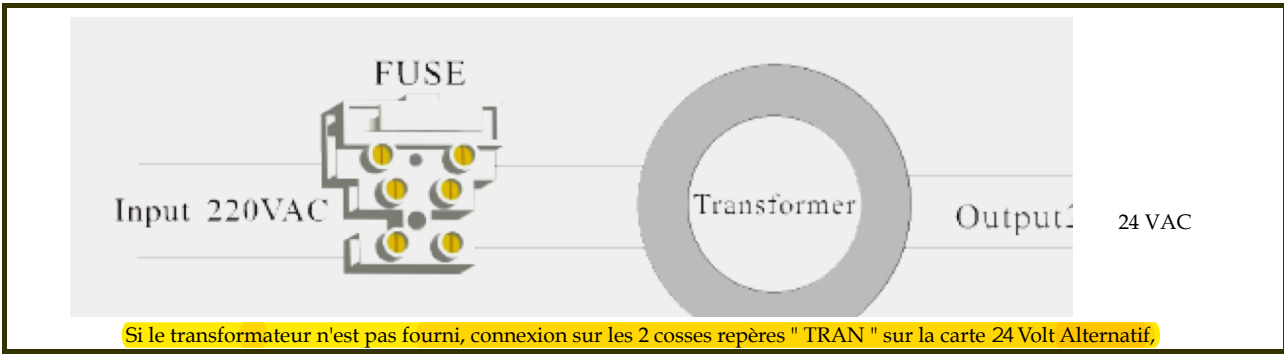 FUSE
Input 220VAC
Transformer
Output
24 VAC
Si le transformateur n'est pas fourni, connexion sur les 2 cosses repères " TRAN " sur la carte 24 Volt Alternatif,